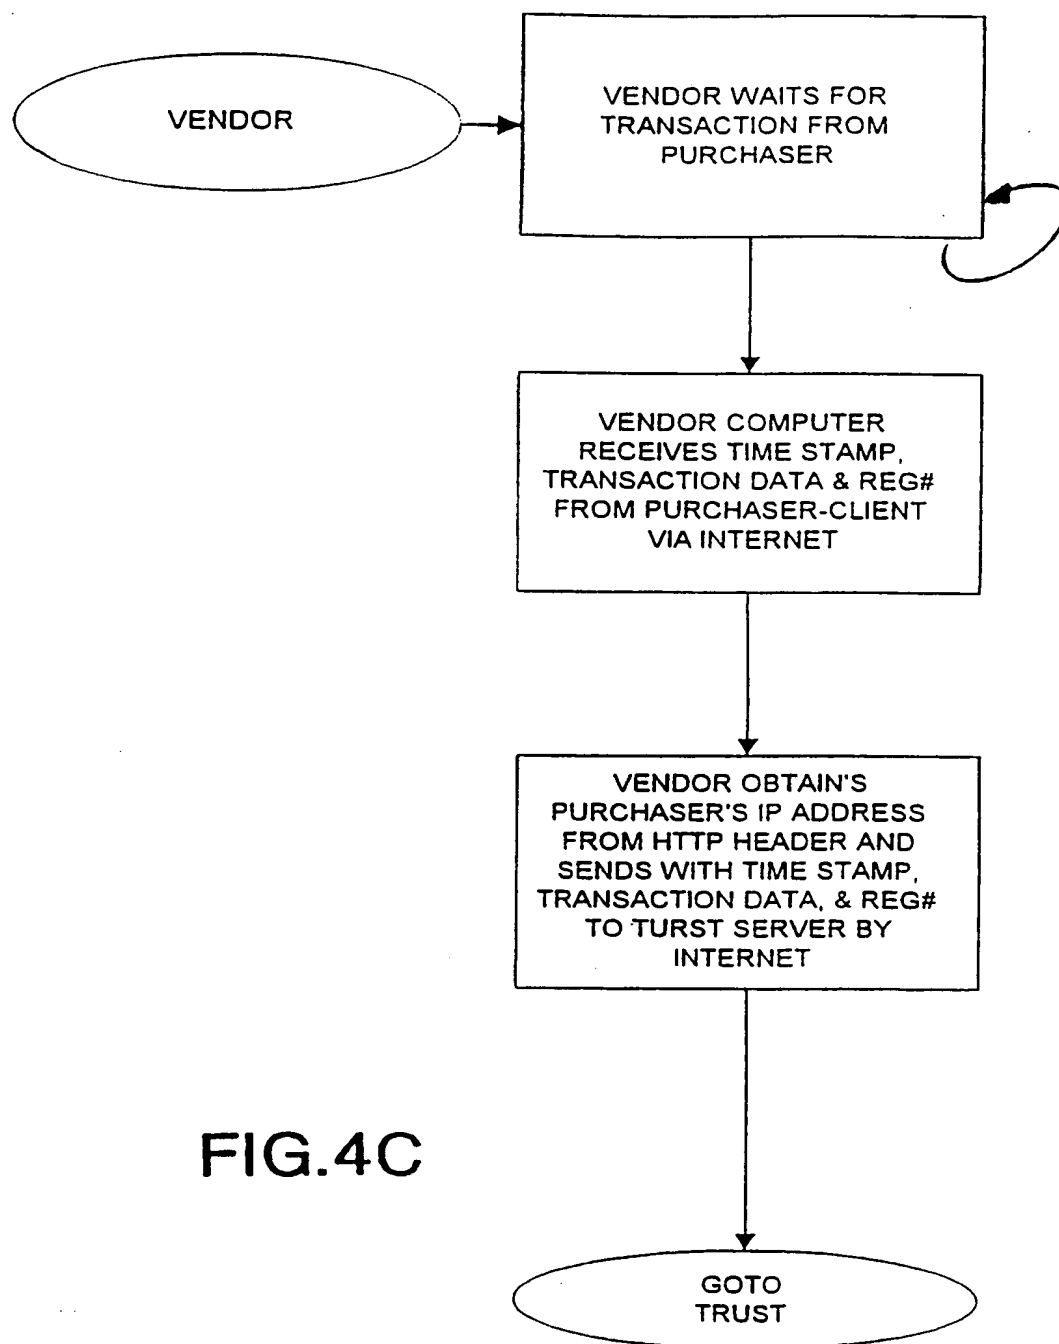 VENDOR
VENDOR WAITS FOR
TRANSACTION FROM
PURCHASER
VENDOR COMPUTER
RECEIVES TIME STAMP,
TRANSACTION DATA & REG#
FROM PURCHASER-CLIENT
VIA INTERNET
VENDOR OBTAIN'S
PURCHASER'S IP ADDRESS
FROM HTTP HEADER AND
SENDS WITH TIME STAMP,
TRANSACTION DATA, & REG#
TO TURST SERVER BY
INTERNET
FIG.4C
GOTO
TRUST